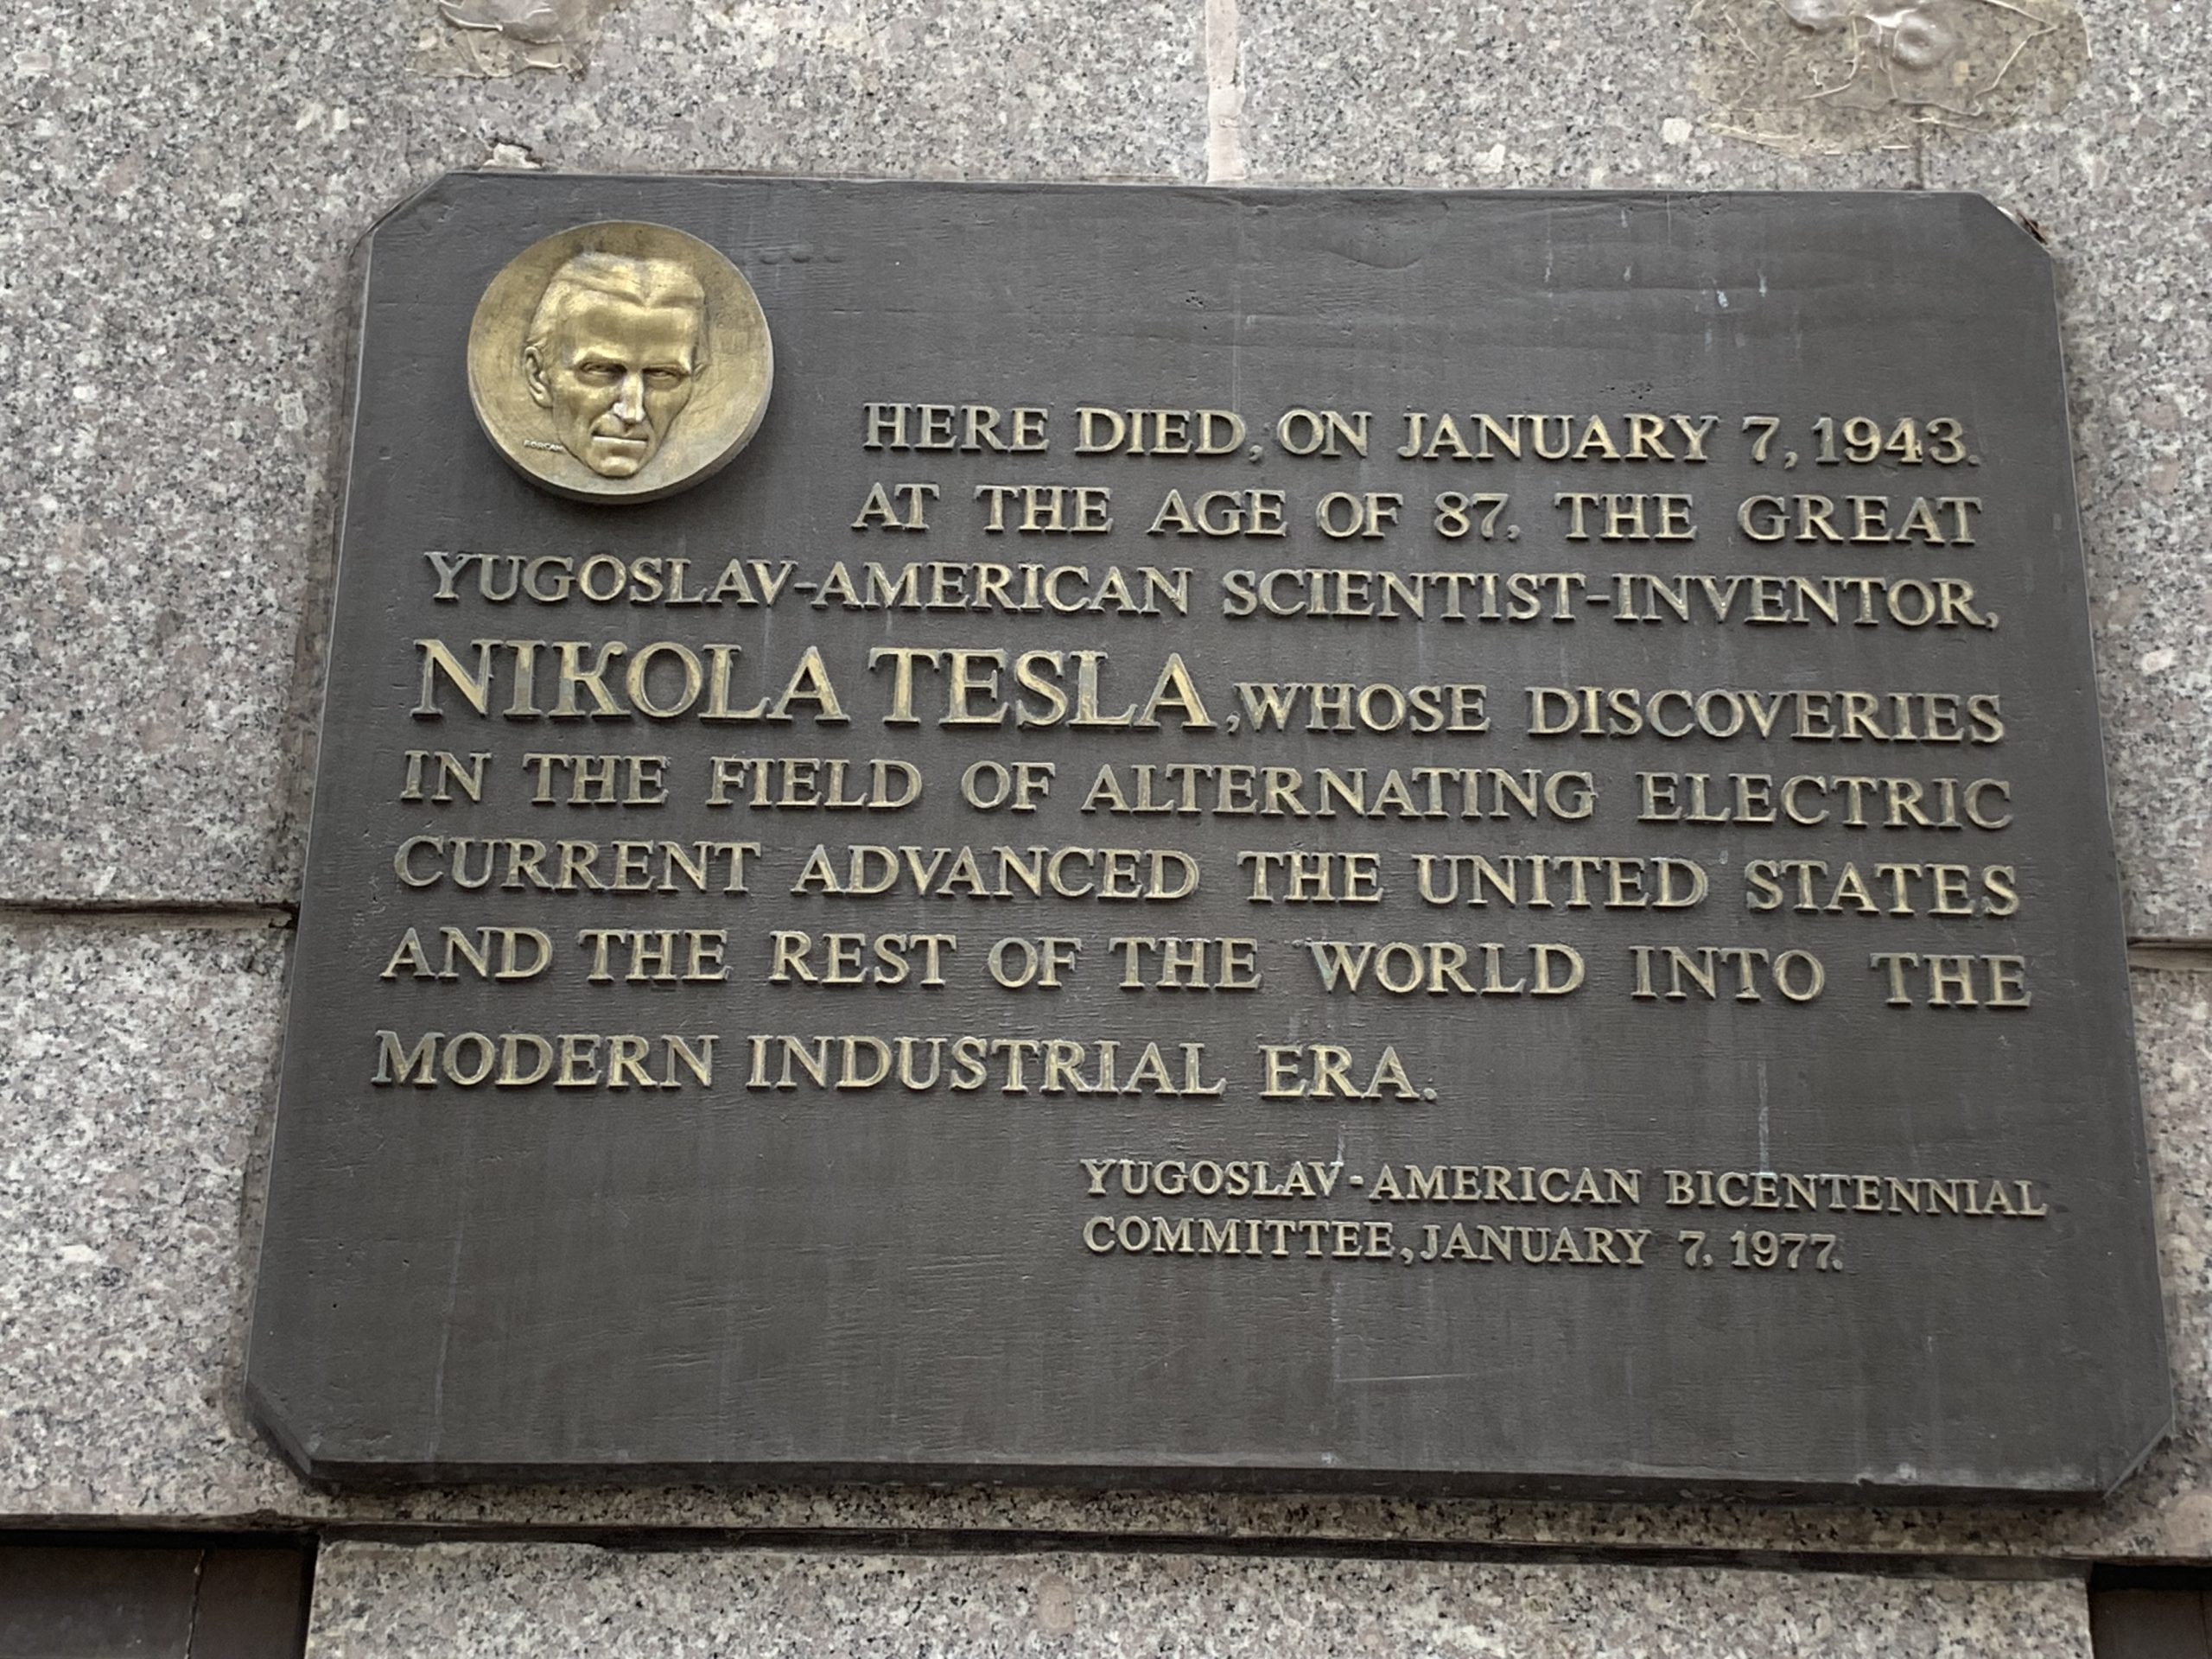 HERE DIED, ON JANUARY 7, 1943.
AT THE AGE OF 87, THE GREAT
YUGOSLAV-AMERICAN SCIENTIST-INVENTOR,
NIKOLA TESLA, WHOSE DISCOVERIES
IN THE FIELD OF ALTERNATING ELECTRIC
CURRENT ADVANCED THE UNITED STATES
AND THE REST OF THE WORLD INTO THE
MODERN INDUSTRIAL ERA.
YUGOSLAV-AMERICAN BICENTENNIAL
COMMITTEE, JANUARY 7, 1977.